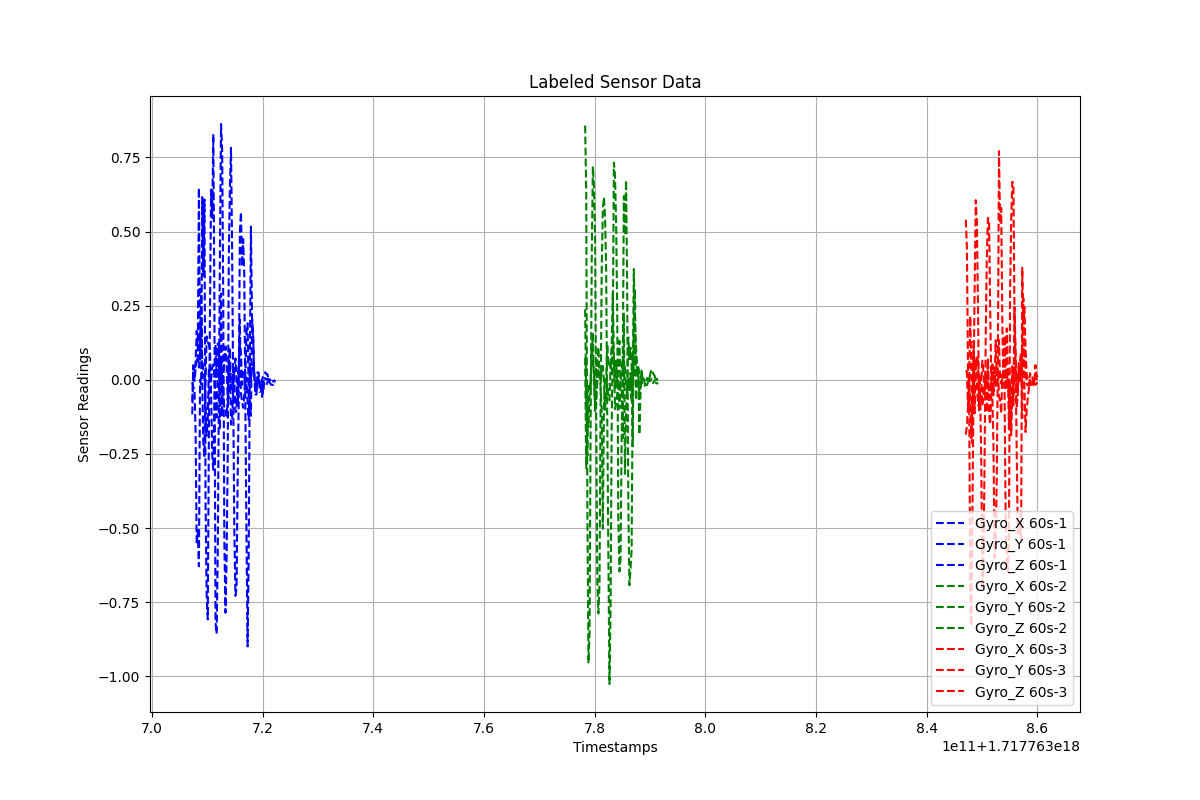 Labeled Sensor Data
Sensor Readings
0.75
0.50
0.25
0.00
−0.25
−0.50
−0.75
−1.00
7.0 7.2 7.4 7.6 7.8 8.0 8.2 8.4 8.6
Timestamps
1e11+1.717763e18
Gyro_X 60s-1
Gyro_Y 60s-1
Gyro_Z 60s-1
Gyro_X 60s-2
Gyro_Y 60s-2
Gyro_Z 60s-2
Gyro_X 60s-3
Gyro_Y 60s-3
Gyro_Z 60s-3